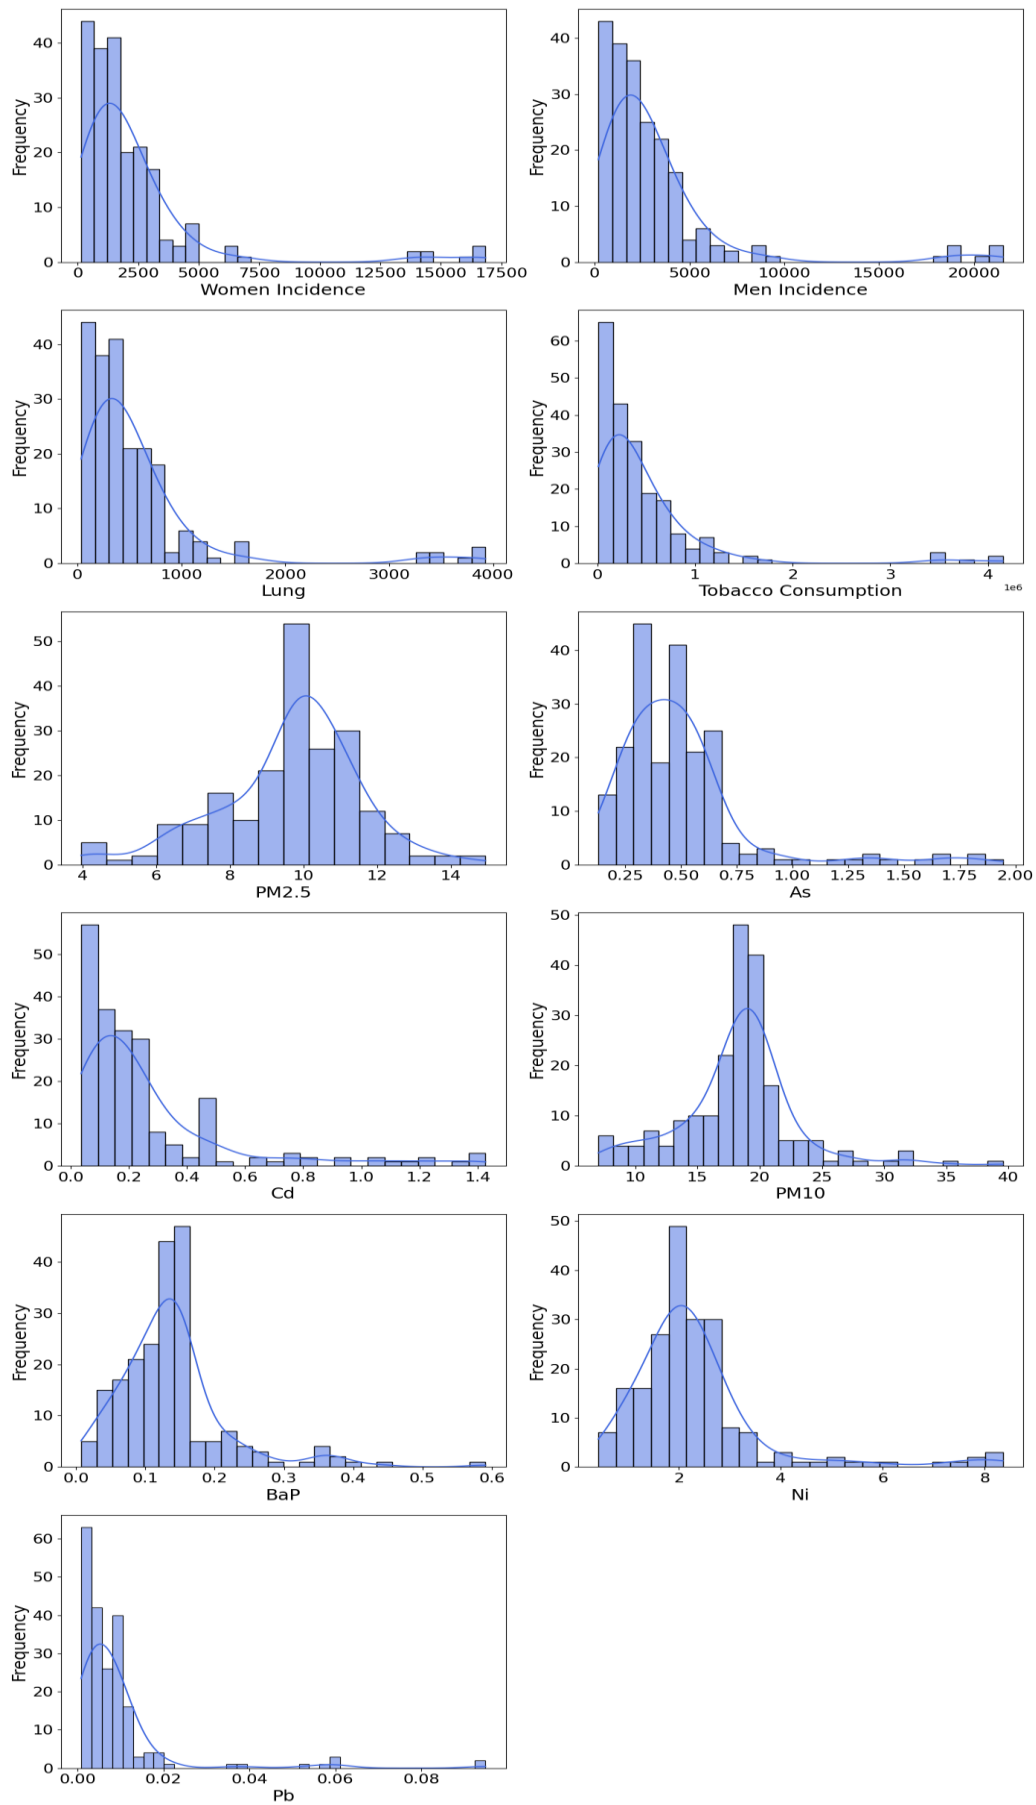 Frequency
40
30
20
10
0
0 2500 5000 7500 10000 12500 15000 17500
Women Incidence
Frequency
40
30
20
10
0
0 5000 10000 15000 20000
Men Incidence
Frequency
40
30
20
10
0
0 1000 2000 3000 4000
Lung
Frequency
60
50
40
30
20
10
0
0 1 2 3 4
1e6
Tobacco Consumption
Frequency
50
40
30
20
10
0
4 6 8 10 12 14
PM2.5
Frequency
40
30
20
10
0
0.25 0.50 0.75 1.00 1.25 1.50 1.75 2.00
As
Frequency
50
40
30
20
10
0
0.0 0.2 0.4 0.6 0.8 1.0 1.2 1.4
Cd
Frequency
50
40
30
20
10
0
10 15 20 25 30 35 40
PM10
Frequency
40
30
20
10
0
0.0 0.1 0.2 0.3 0.4 0.5 0.6
BaP
Frequency
50
40
30
20
10
0
2 4 6 8
Ni
Frequency
60
50
40
30
20
10
0
0.00 0.02 0.04 0.06 0.08
Pb